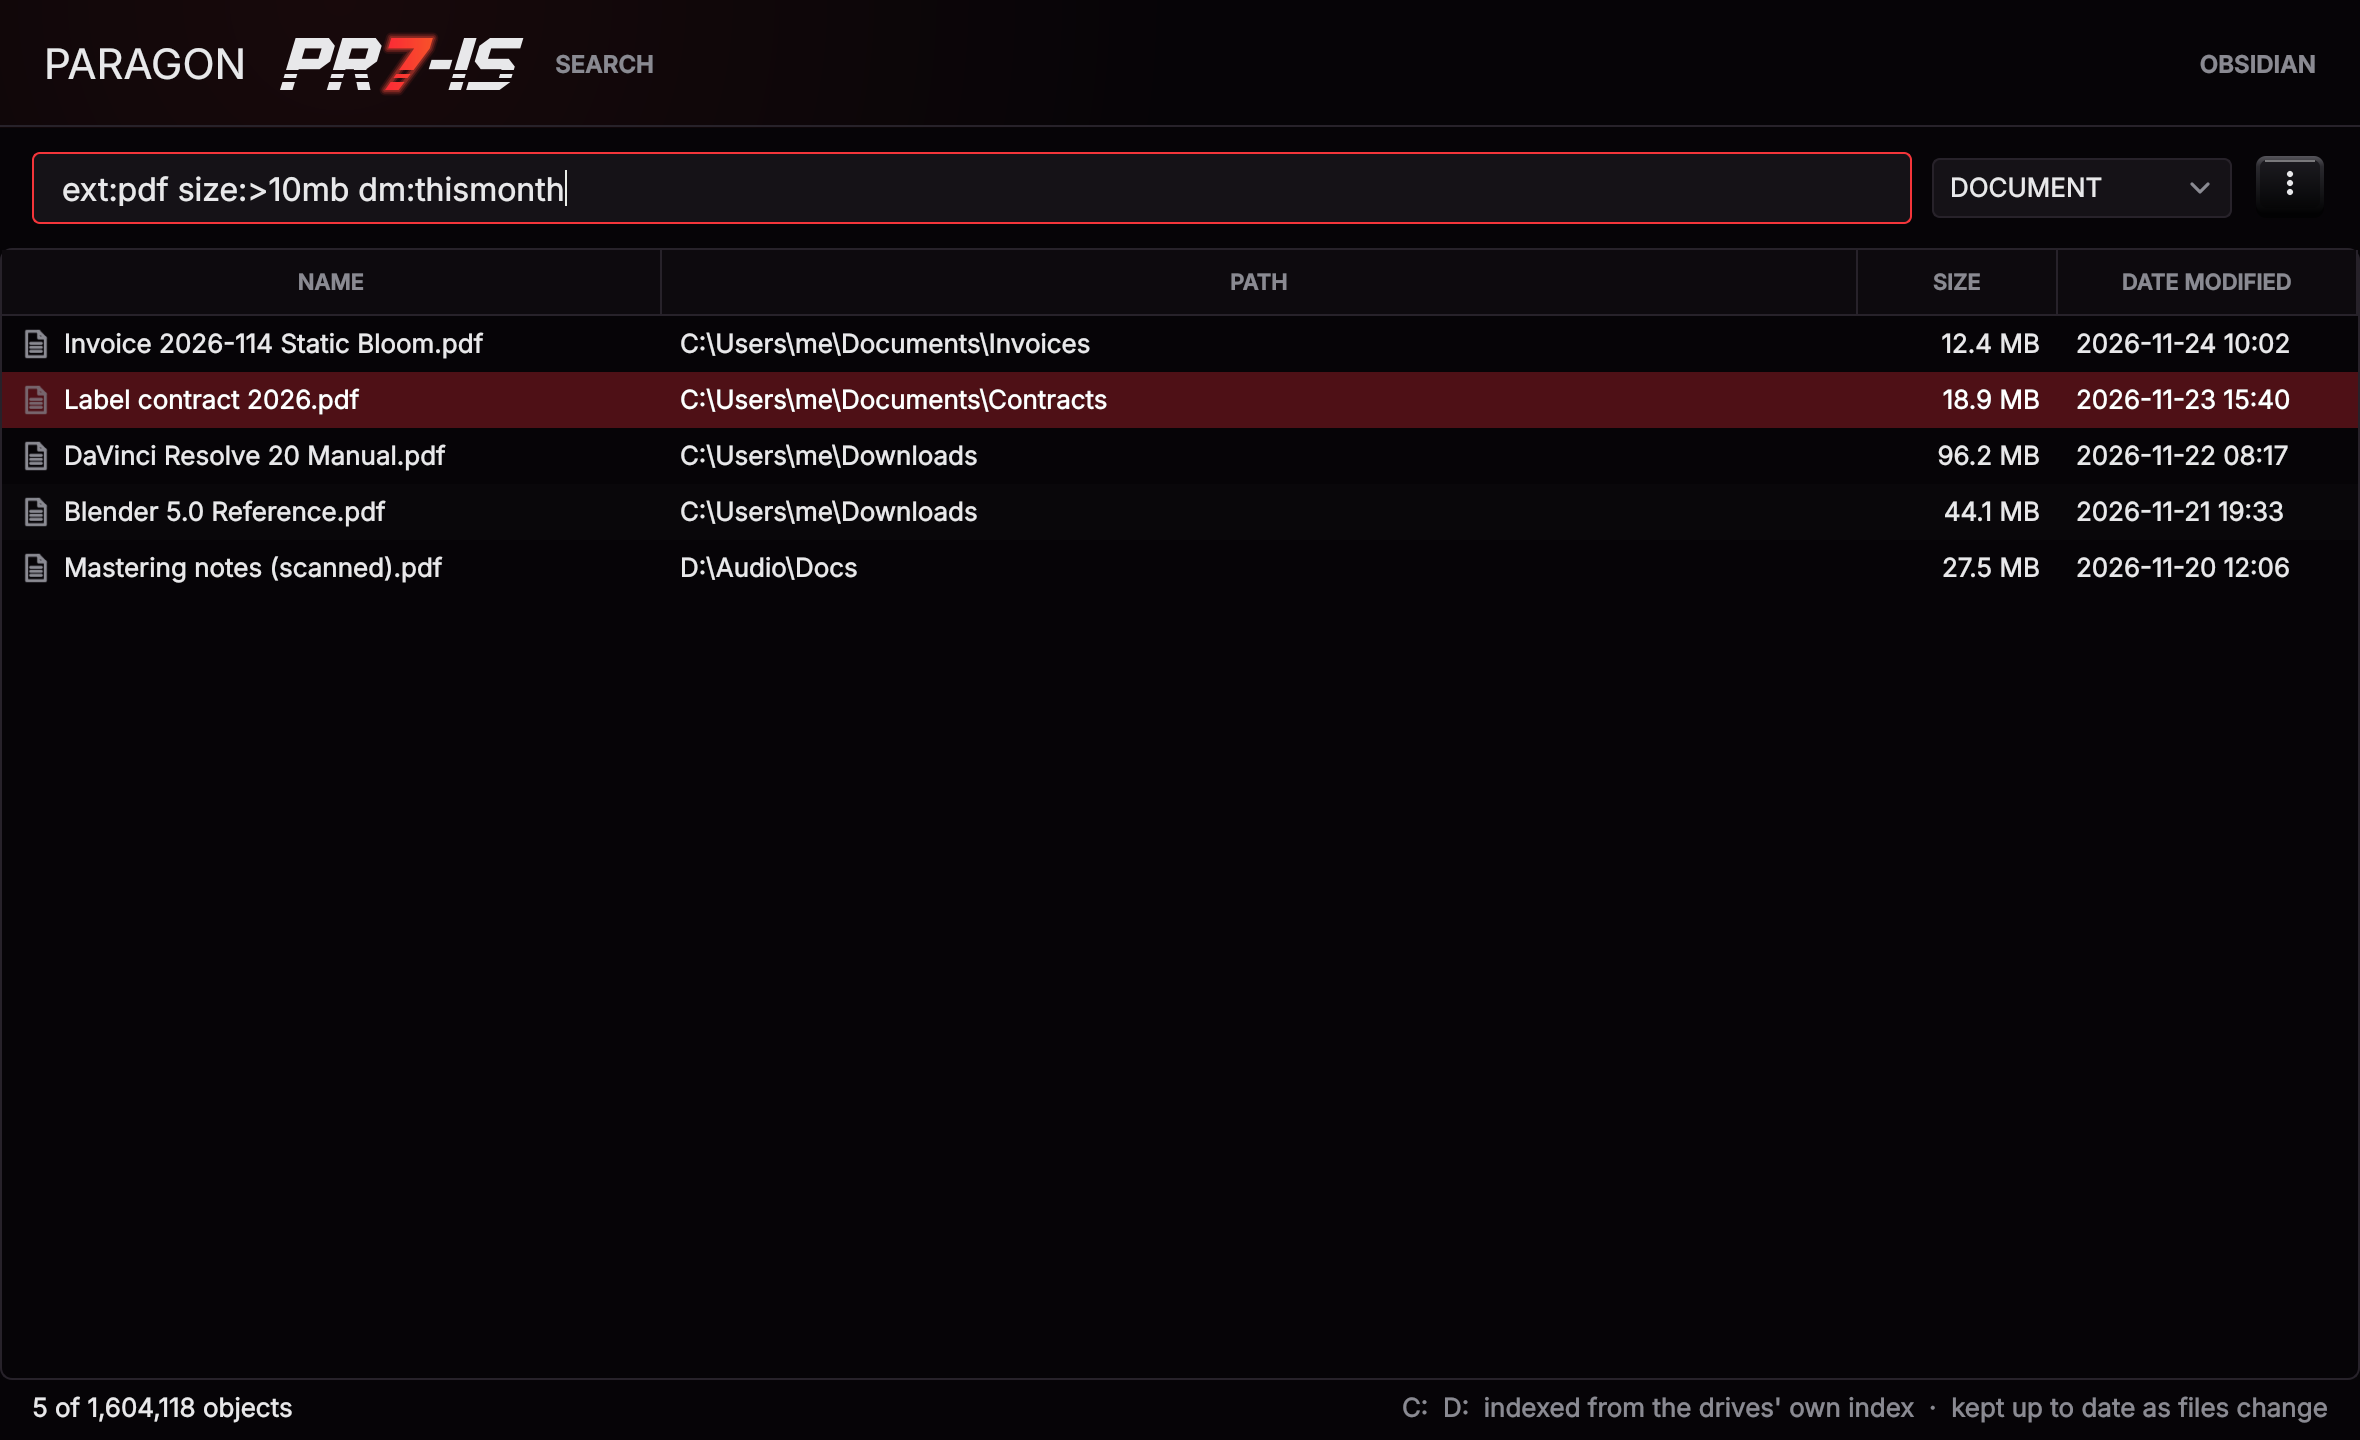 PARAGON PR7-IS SEARCH OBSIDIAN
ext:pdf size:>10mb dm:thismonth DOCUMENT
NAME PATH SIZE DATE MODIFIED
Invoice 2026-114 Static Bloom.pdf C:\Users\me\Documents\Invoices 12.4 MB 2026-11-24 10:02
Label contract 2026.pdf C:\Users\me\Documents\Contracts 18.9 MB 2026-11-23 15:40
DaVinci Resolve 20 Manual.pdf C:\Users\me\Downloads 96.2 MB 2026-11-22 08:17
Blender 5.0 Reference.pdf C:\Users\me\Downloads 44.1 MB 2026-11-21 19:33
Mastering notes (scanned).pdf D:\Audio\Docs 27.5 MB 2026-11-20 12:06
5 of 1,604,118 objects C: D: indexed from the drives' own index · kept up to date as files change